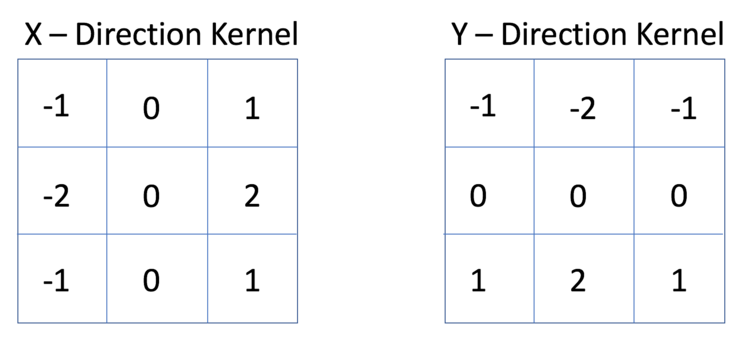 X – Direction Kernel
-1 0 1
-2 0 2
-1 0 1
Y – Direction Kernel
-1 -2 -1
0 0 0
1 2 1